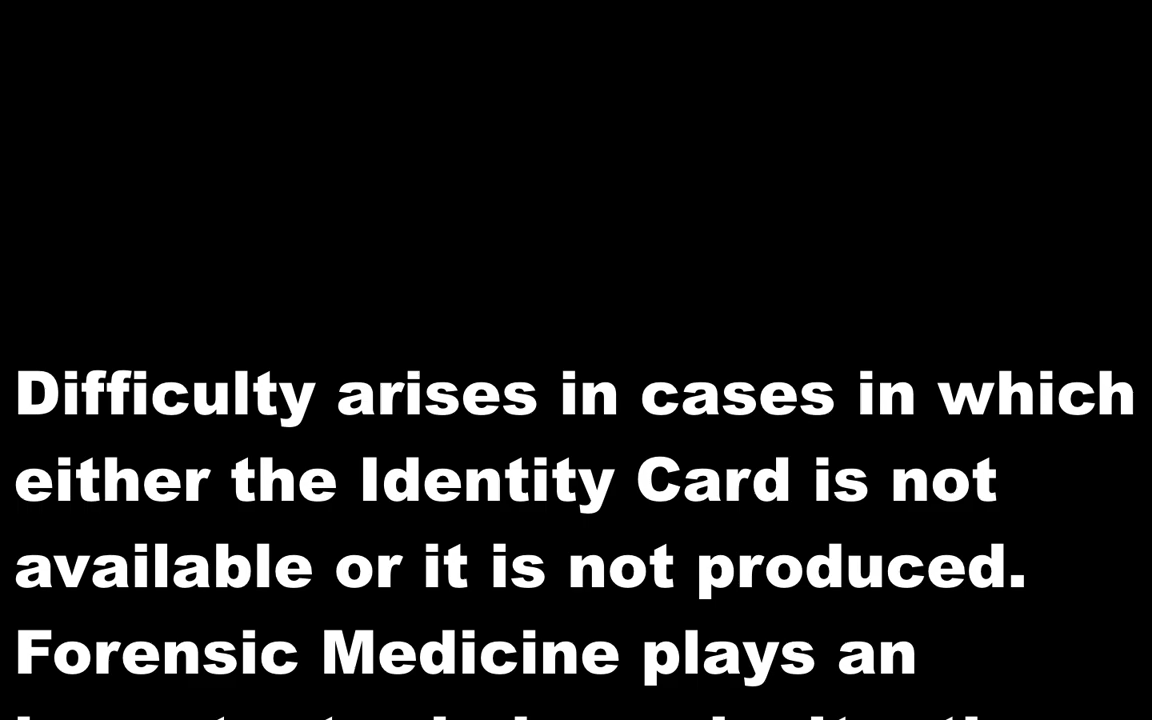 Difficulty arises in cases in which
either the Identity Card is not
available or it is not produced.
Forensic Medicine plays an